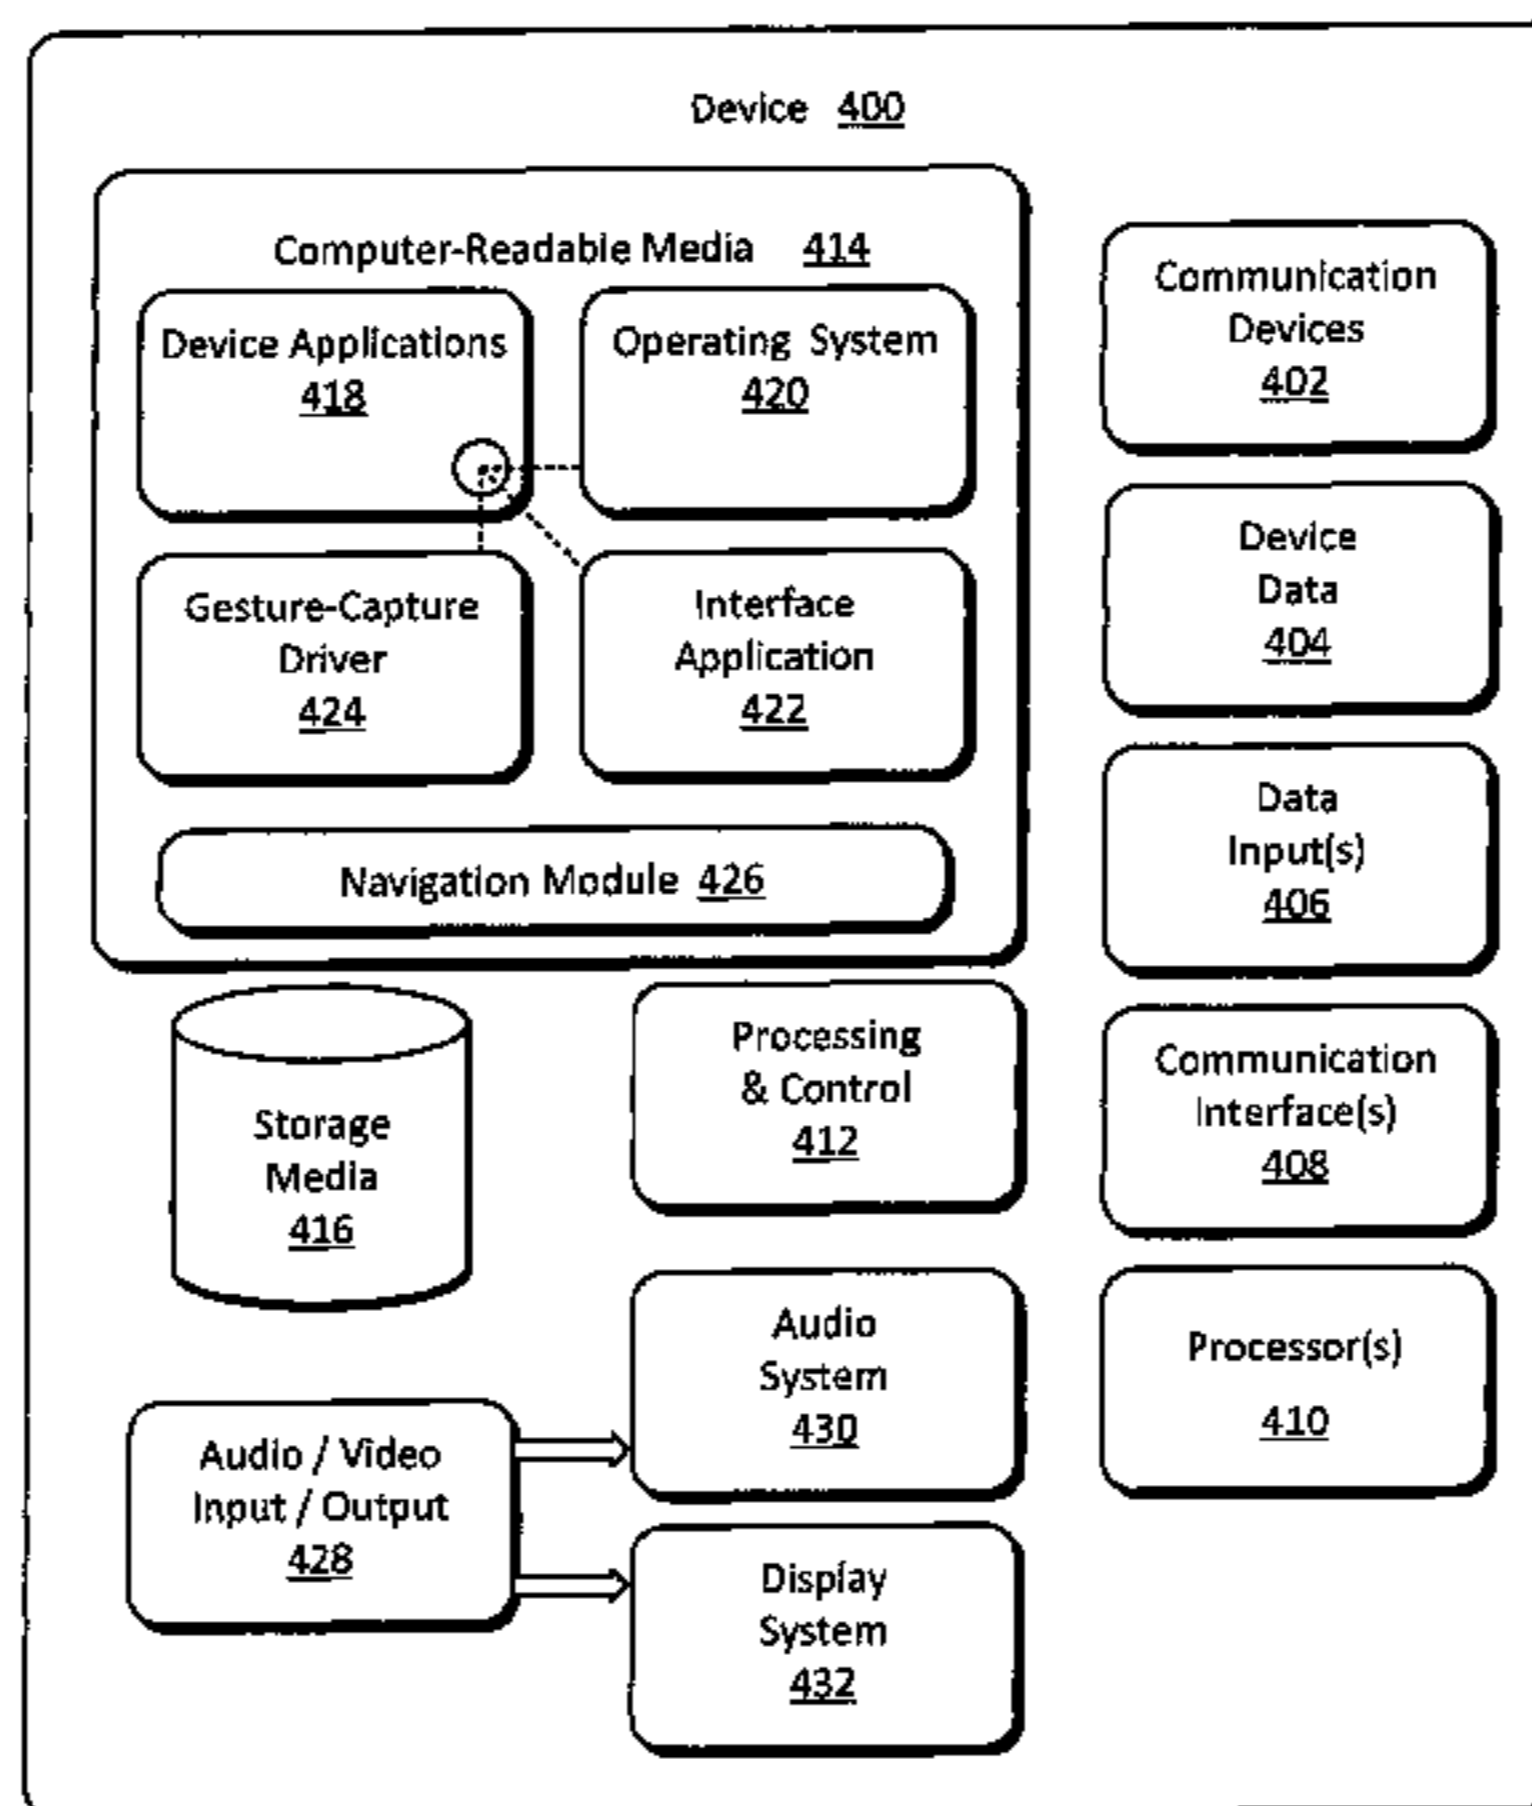 Device 400
Computer-Readable Media 414
Device Applications
418
Operating System
420
Gesture-Capture
Driver
424
Interface
Application
422
Navigation Module 426
Storage
Media
416
Processing
& Control
412
Audio / Video
Input / Output
428
Audio
System
430
Display
System
432
Communication
Devices
402
Device
Data
404
Data
Input(s)
406
Communication
Interface(s)
408
Processor(s)
410